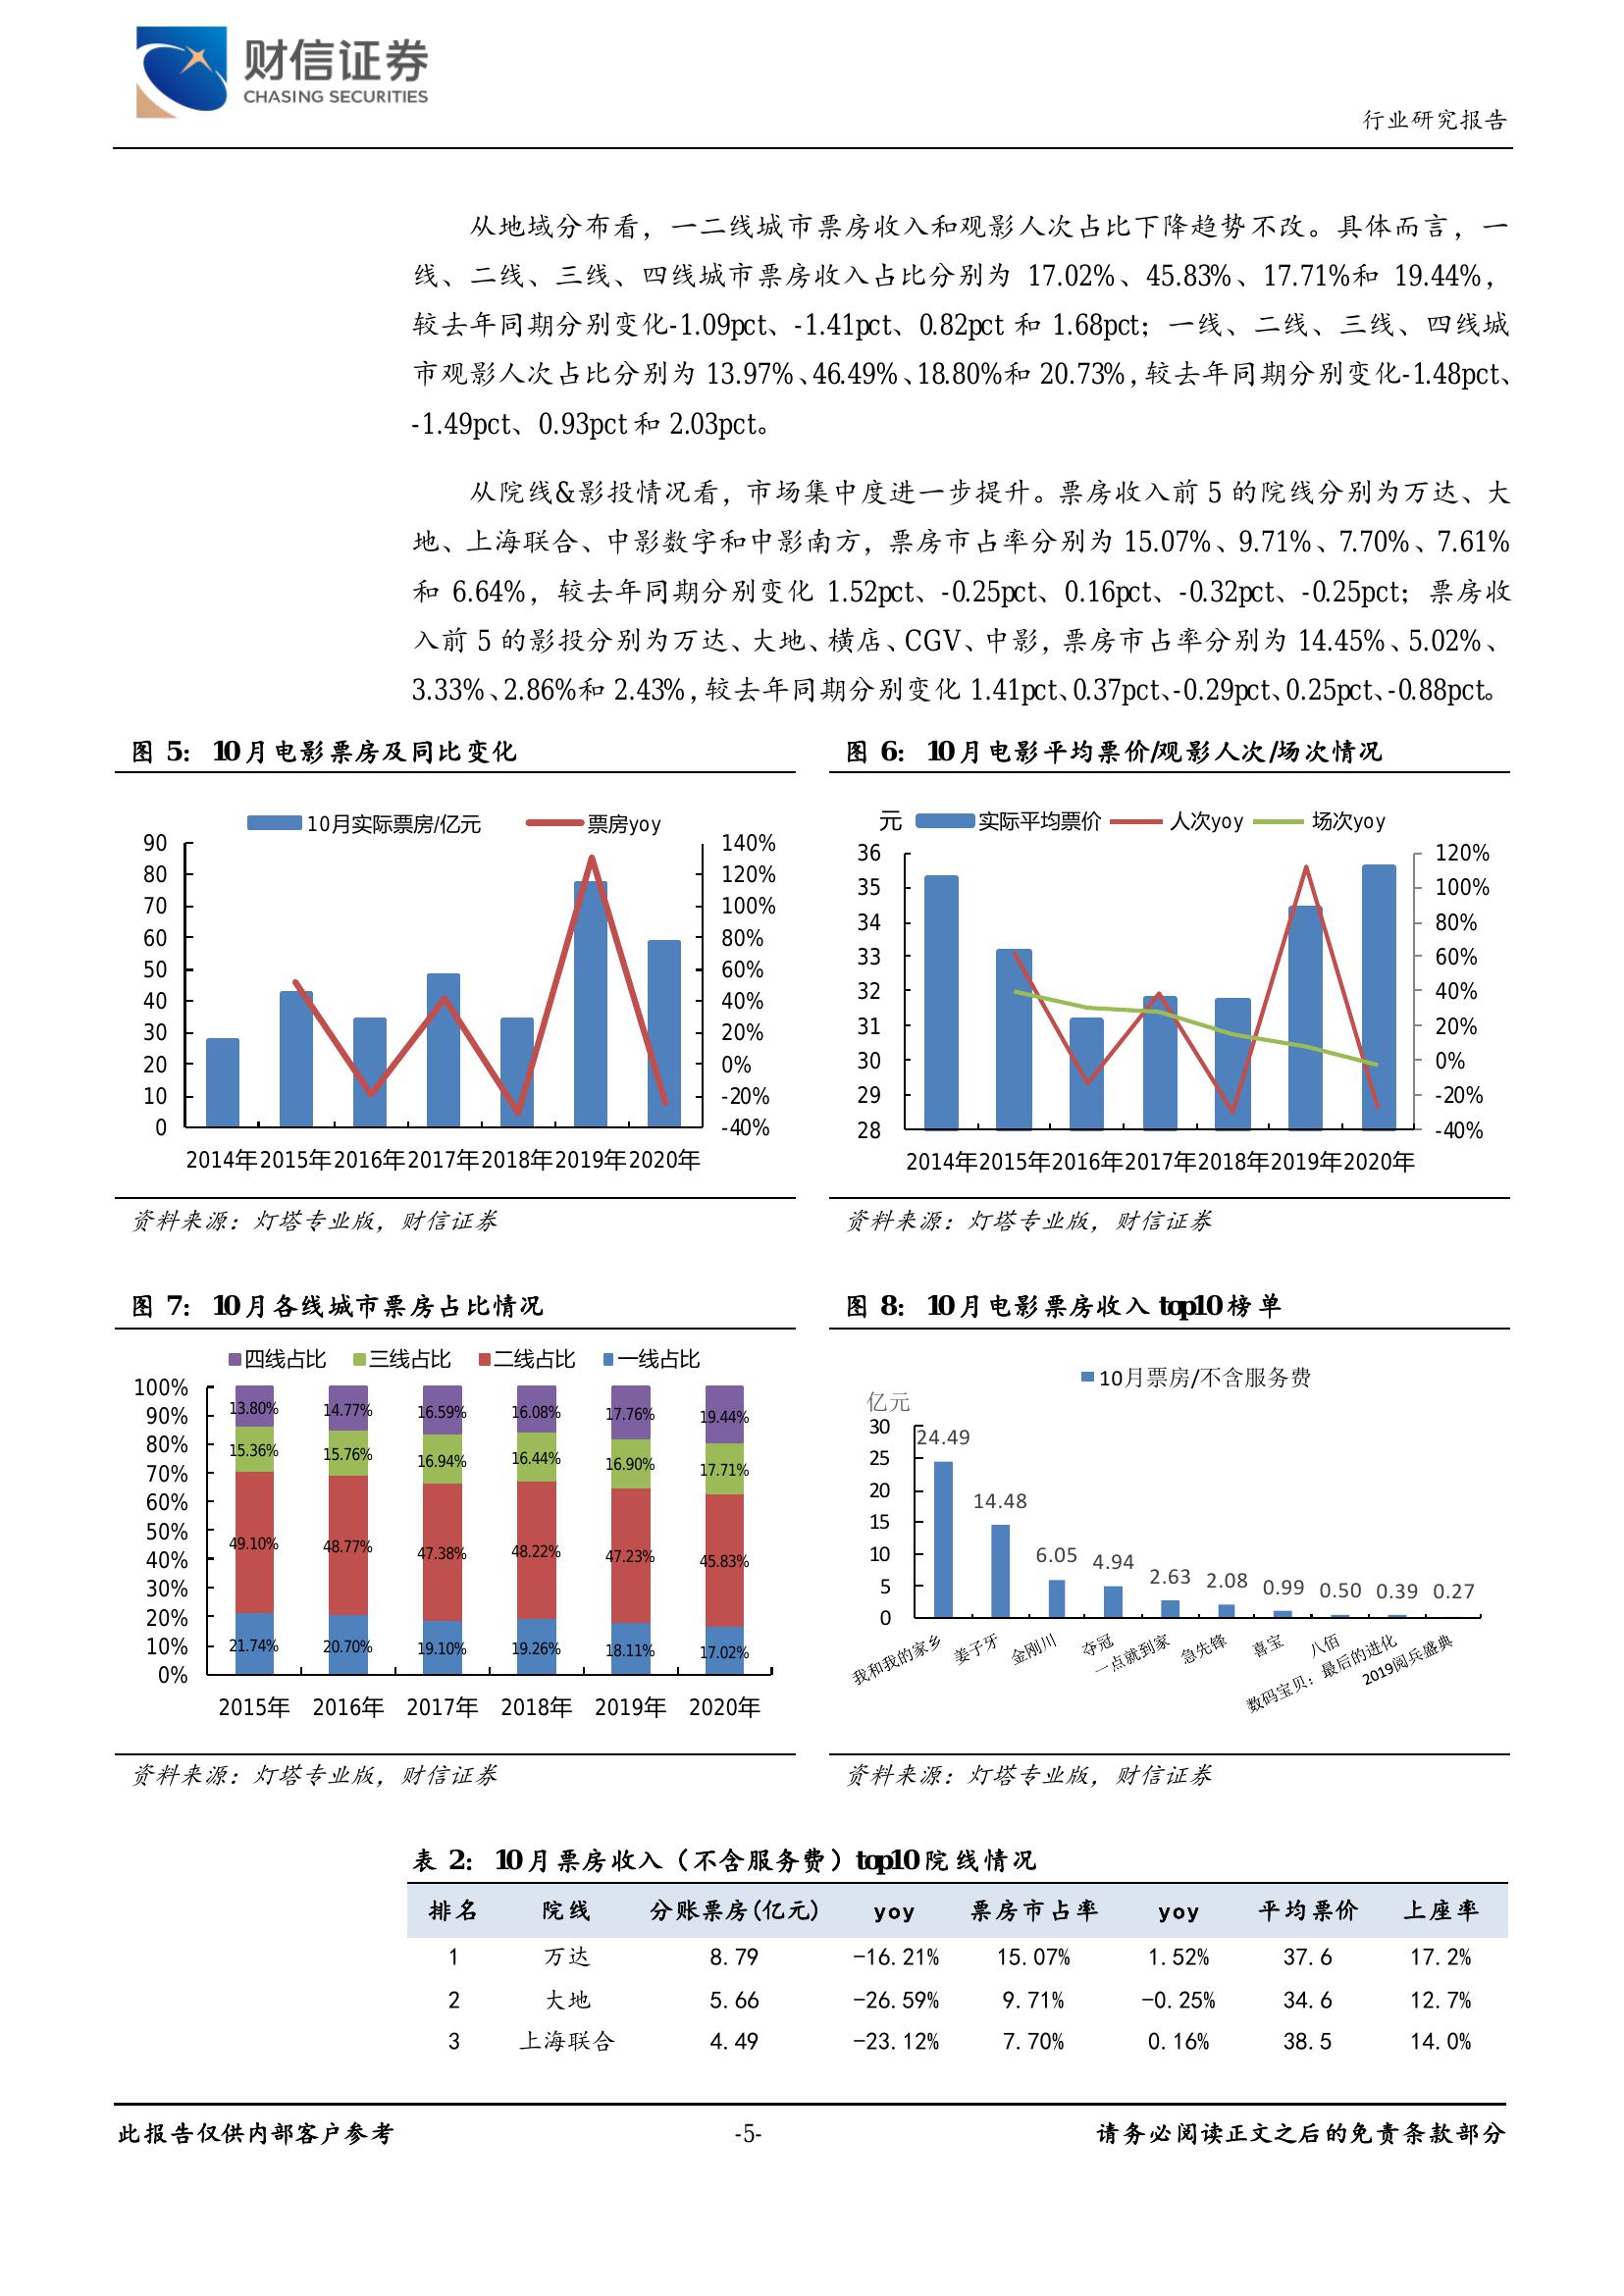 财信证券
CHASING SECURITIES
行业研究报告
从地域分布看，一二线城市票房收入和观影人次占比下降趋势不改。具体而言，一
线、二线、三线、四线城市票房收入占比分别为 17.02%、45.83%、17.71%和 19.44%，
较去年同期分别变化-1.09pct、-1.41pct、0.82pct 和 1.68pct；一线、二线、三线、四线城
市观影人次占比分别为 13.97%、46.49%、18.80%和 20.73%，较去年同期分别变化-1.48pct、
-1.49pct、0.93pct 和 2.03pct。
从院线&影投情况看，市场集中度进一步提升。票房收入前 5 的院线分别为万达、大
地、上海联合、中影数字和中影南方，票房市占率分别为 15.07%、9.71%、7.70%、7.61%
和 6.64%，较去年同期分别变化 1.52pct、-0.25pct、0.16pct、-0.32pct、-0.25pct；票房收
入前 5 的影投分别为万达、大地、横店、CGV、中影，票房市占率分别为 14.45%、5.02%、
3.33%、2.86%和 2.43%，较去年同期分别变化 1.41pct、0.37pct、-0.29pct、0.25pct、-0.88pct。
图 5： 10 月电影票房及同比变化
10月实际票房/亿元 票房yoy
90
80
70
60
50
40
30
20
10
0
140%
120%
100%
80%
60%
40%
20%
0%
-20%
-40%
2014年 2015年 2016年 2017年 2018年 2019年 2020年
资料来源：灯塔专业版，财信证券
图 6： 10 月电影平均票价/观影人次/场次情况
元 实际平均票价 人次yoy 场次yoy
36
35
34
33
32
31
30
29
28
120%
100%
80%
60%
40%
20%
0%
-20%
-40%
2014年 2015年 2016年 2017年 2018年 2019年 2020年
资料来源：灯塔专业版，财信证券
图 7： 10 月各线城市票房占比情况
四线占比 三线占比 二线占比 一线占比
100%
90%
80%
70%
60%
50%
40%
30%
20%
10%
0%
13.80% 14.77% 16.59% 16.08% 17.76% 19.44%
15.36% 15.76% 16.94% 16.44% 16.90% 17.71%
49.10% 48.77% 47.38% 48.22% 47.23% 45.83%
21.74% 20.70% 19.10% 19.26% 18.11% 17.02%
2015年 2016年 2017年 2018年 2019年 2020年
资料来源：灯塔专业版，财信证券
图 8： 10 月电影票房收入 top10 榜单
10月票房/不含服务费
亿元
30
25
20
15
10
5
0
24.49 14.48 6.05 4.94 2.63 2.08 0.99 0.50 0.39 0.27
我和我的家乡 姜子牙 金刚川 夺冠 一点就到家 急先锋 喜宝 八佰 数码宝贝：最后的进化 2019阅兵盛典
资料来源：灯塔专业版，财信证券
表 2： 10 月票房收入（不含服务费）top10 院线情况
排名 院线 分账票房(亿元) yoy 票房市占率 yoy 平均票价 上座率
1 万达 8.79 -16.21% 15.07% 1.52% 37.6 17.2%
2 大地 5.66 -26.59% 9.71% -0.25% 34.6 12.7%
3 上海联合 4.49 -23.12% 7.70% 0.16% 38.5 14.0%
此报告仅供内部客户参考 -5- 请务必阅读正文之后的免责条款部分